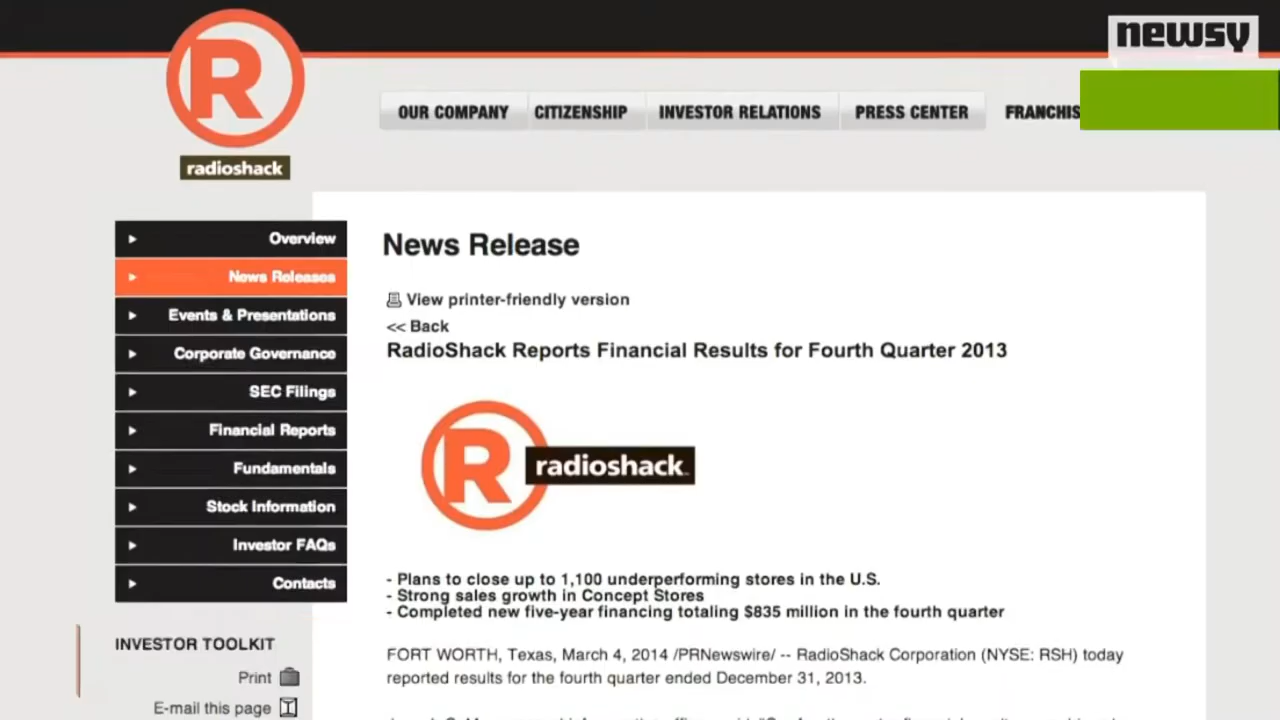 newsy
R
radioshack
OUR COMPANY
CITIZENSHIP
INVESTOR RELATIONS
PRESS CENTER
Overview
News Releases
Events & Presentations
Corporate Governance
SEC Filings
Financial Reports
Fundamentals
Stock Information
Investor FAQs
Contacts
INVESTOR TOOLKIT
Print
E-mail this page
News Release
View printer-friendly version
<< Back
RadioShack Reports Financial Results for Fourth Quarter 2013
R
radioshack
- Plans to close up to 1,100 underperforming stores in the U.S.
- Strong sales growth in Concept Stores
- Completed new five-year financing totaling $835 million in the fourth quarter
FORT WORTH, Texas, March 4, 2014 /PRNewswire/ -- RadioShack Corporation (NYSE: RSH) today
reported results for the fourth quarter ended December 31, 2013.